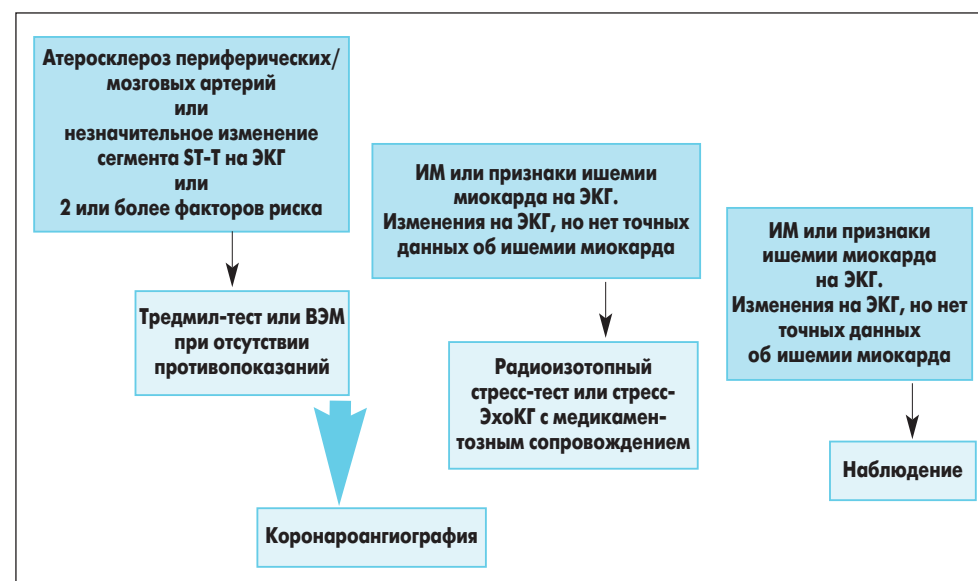 Атеросклероз периферических/
мозговых артерий
или
незначительное изменение
сегмента ST-T на ЭКГ
или
2 или более факторов риска
Тредмил-тест или ВЭМ
при отсутствии
противопоказаний
Коронароангиография
ИМ или признаки ишемии
миокарда на ЭКГ.
Изменения на ЭКГ, но нет точных
данных об ишемии миокарда
Радиоизотопный
стресс-тест или стресс-
ЭхоКГ с медикамен-
тозным сопровождением
ИМ или признаки
ишемии миокарда
на ЭКГ.
Изменения на ЭКГ, но нет
точных данных
об ишемии миокарда
Наблюдение